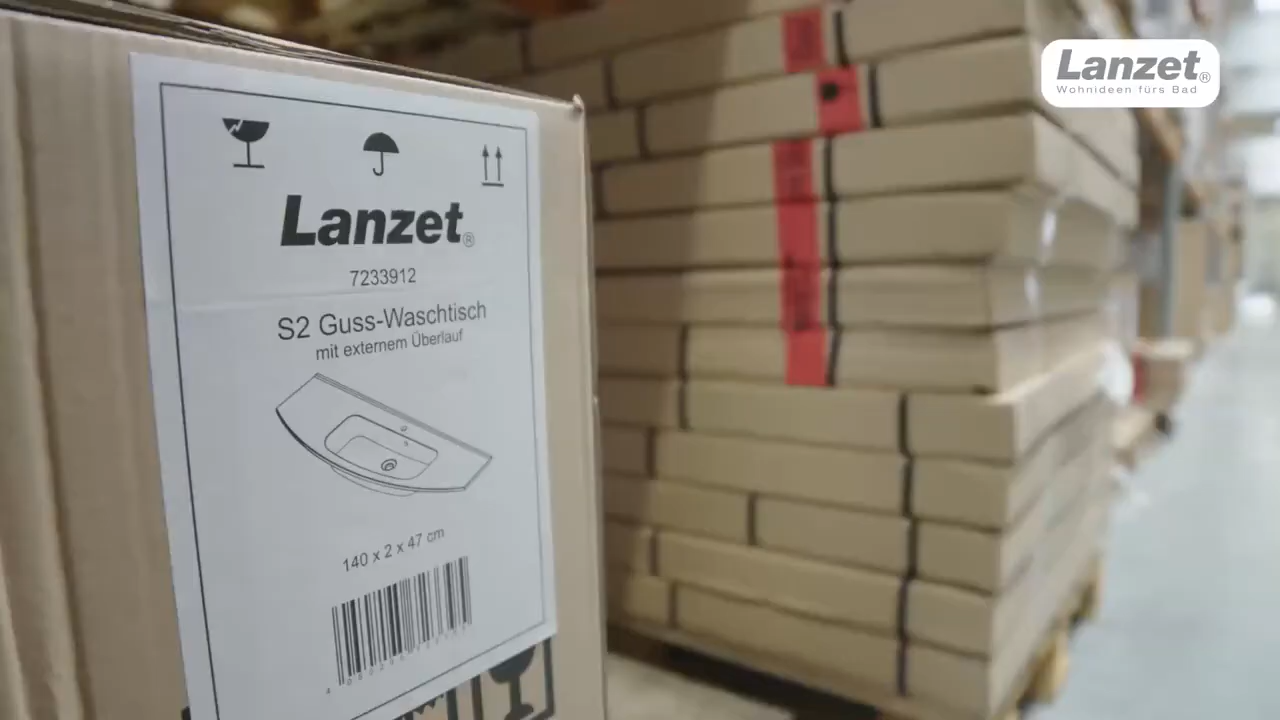 Lanzet®
Wohnideen fürs Bad
Lanzet®
7233912
S2 Guss-Waschtisch
mit externem Überlauf
140 x 2 x 47 cm